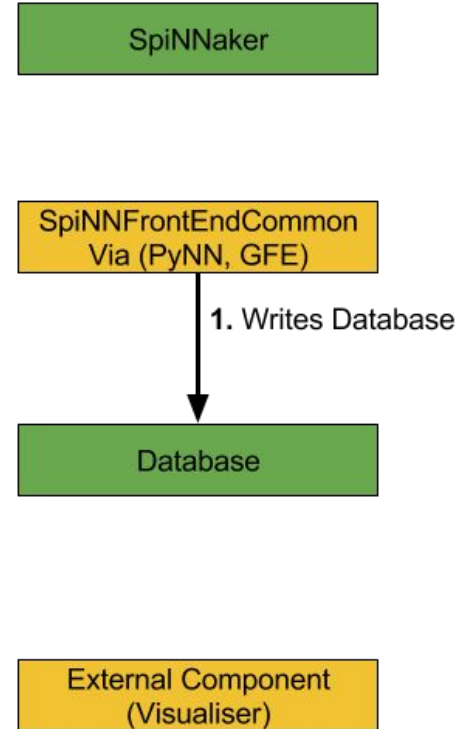 SpiNNaker
SpiNNFrontEndCommon
Via (PyNN, GFE)
1. Writes Database
Database
External Component
(Visualiser)